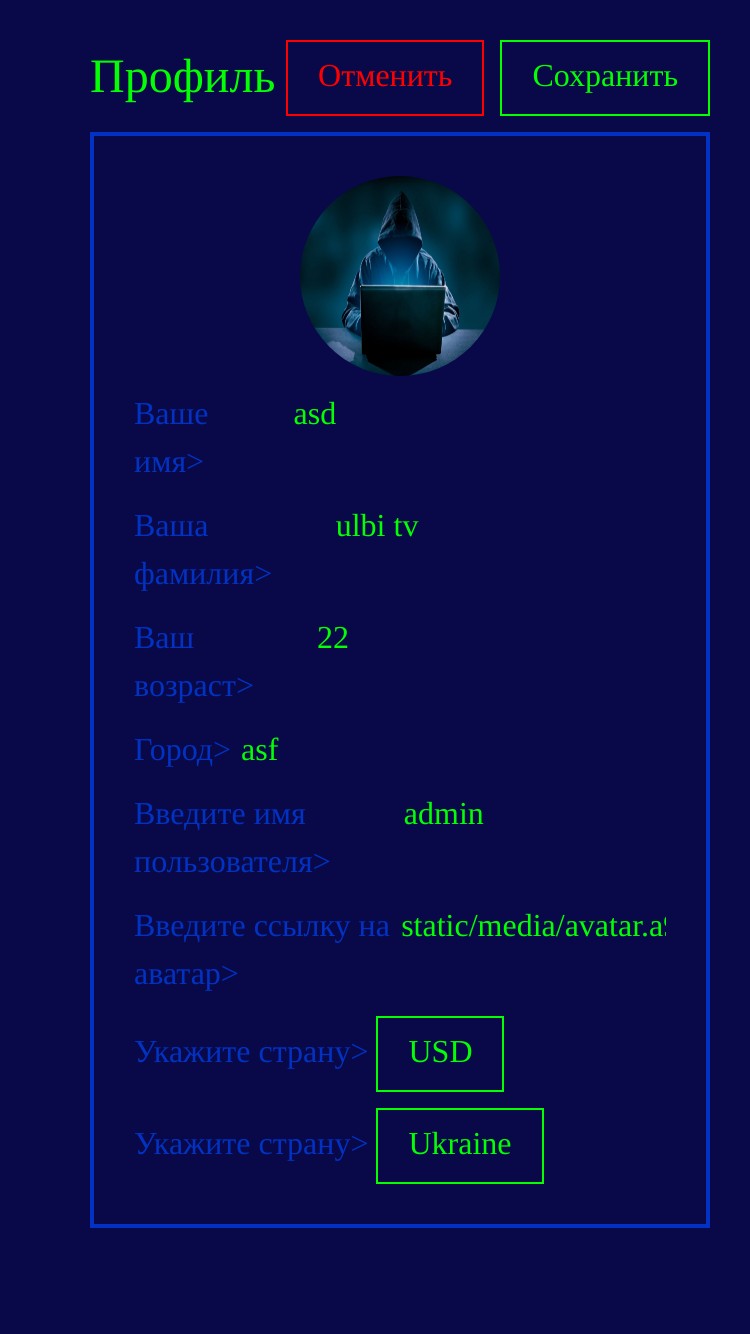 Профиль Отменить Сохранить
Ваше asd
имя>
Ваша ulbi tv
фамилия>
Ваш 22
возраст>
Город> asf
Введите имя admin
пользователя>
Введите ссылку на static/media/avatar.a
аватар>
Укажите страну> USD
Укажите страну> Ukraine